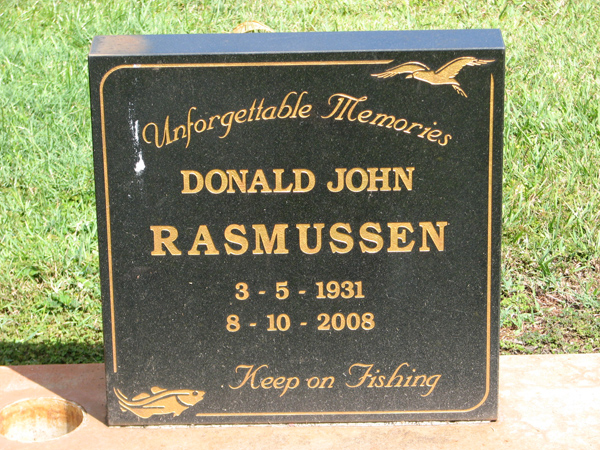 Unforgettable Memories
DONALD JOHN
RASMUSSEN
3 - 5 - 1931
8 - 10 - 2008
Keep on Fishing